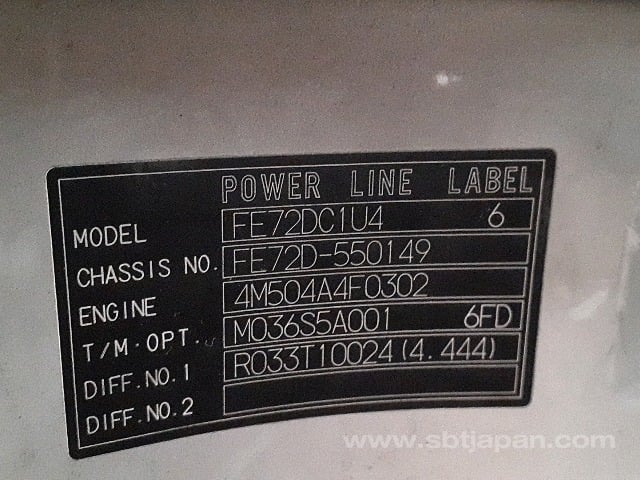 POWER LINE LABEL
MODEL FE72DC1U4 6
CHASSIS NO. FE72D-550149
ENGINE 4M504A4F0302
T/M·OPT. M036S5A001 6FD
DIFF.NO.1 R033T10024(4.444)
DIFF.NO.2
www.sbtjapan.com